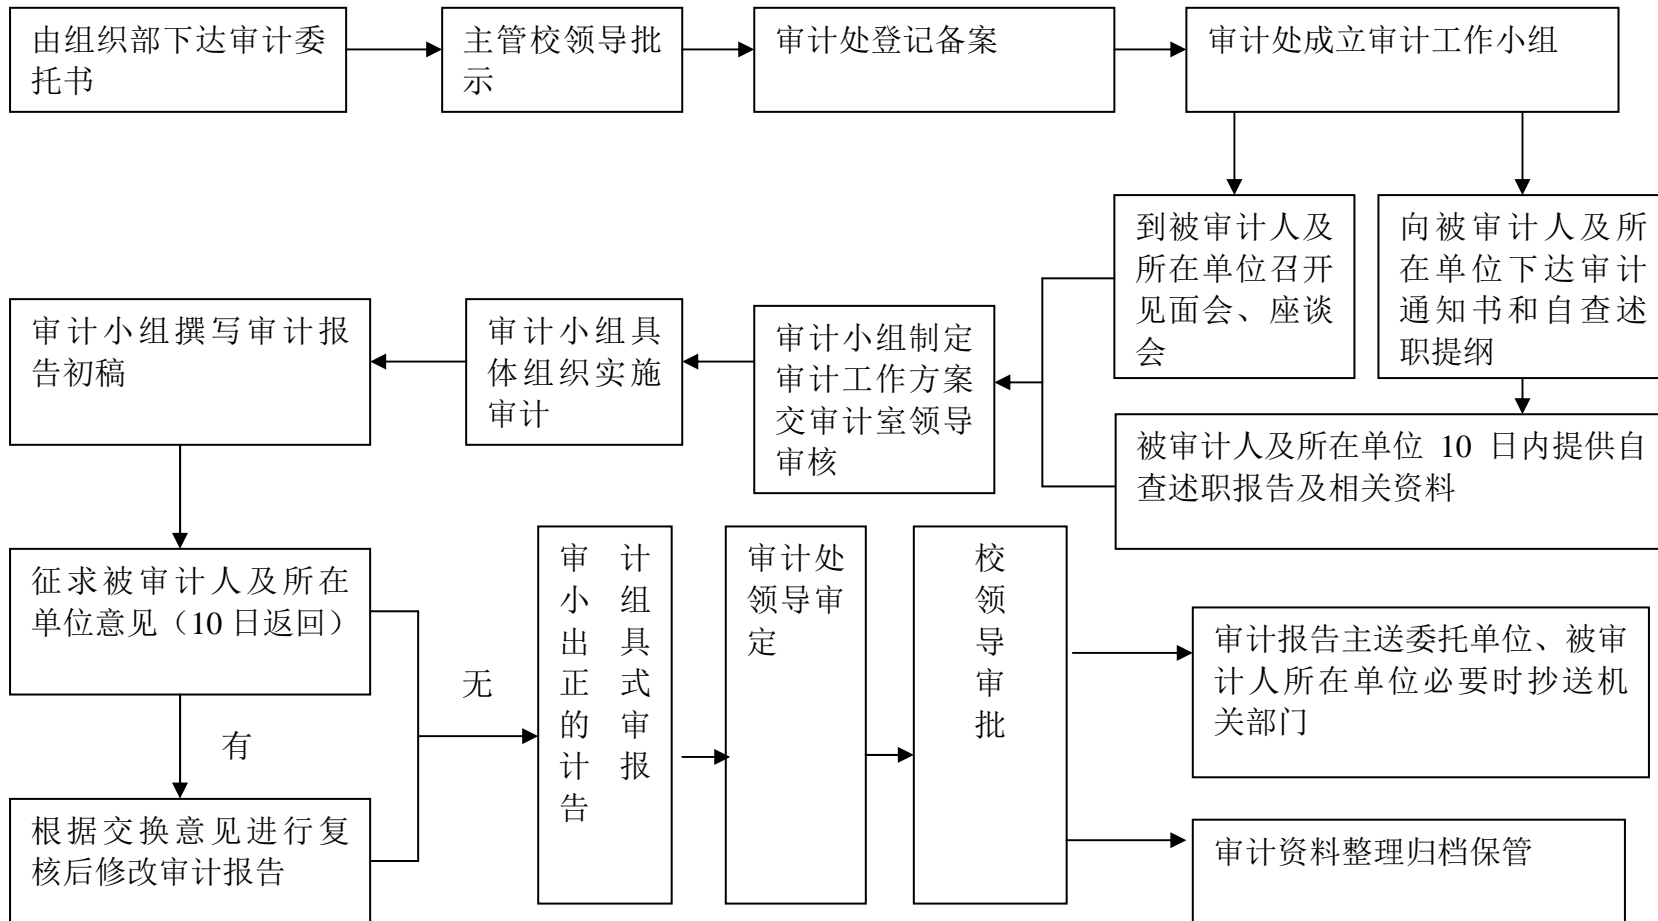 由组织部下达审计委
托书
主管校领导批
示
审计处登记备案
审计处成立审计工作小组
到被审计人及
所在单位召开
见面会、座谈
会
向被审计人及所
在单位下达审计
通知书和自查述
职提纲
被审计人及所在单位 10 日内提供自
查述职报告及相关资料
审计小组制定
审计工作方案
交审计室领导
审核
审计小组具
体组织实施
审计
审计小组撰写审计报
告初稿
征求被审计人及所在
单位意见（10 日返回）
有
无
根据交换意见进行复
核后修改审计报告
审计
小组
出具
正式
的审
计报
告
审计处
领导审
定
校
领
导
审
批
审计报告主送委托单位、被审
计人所在单位必要时抄送机
关部门
审计资料整理归档保管